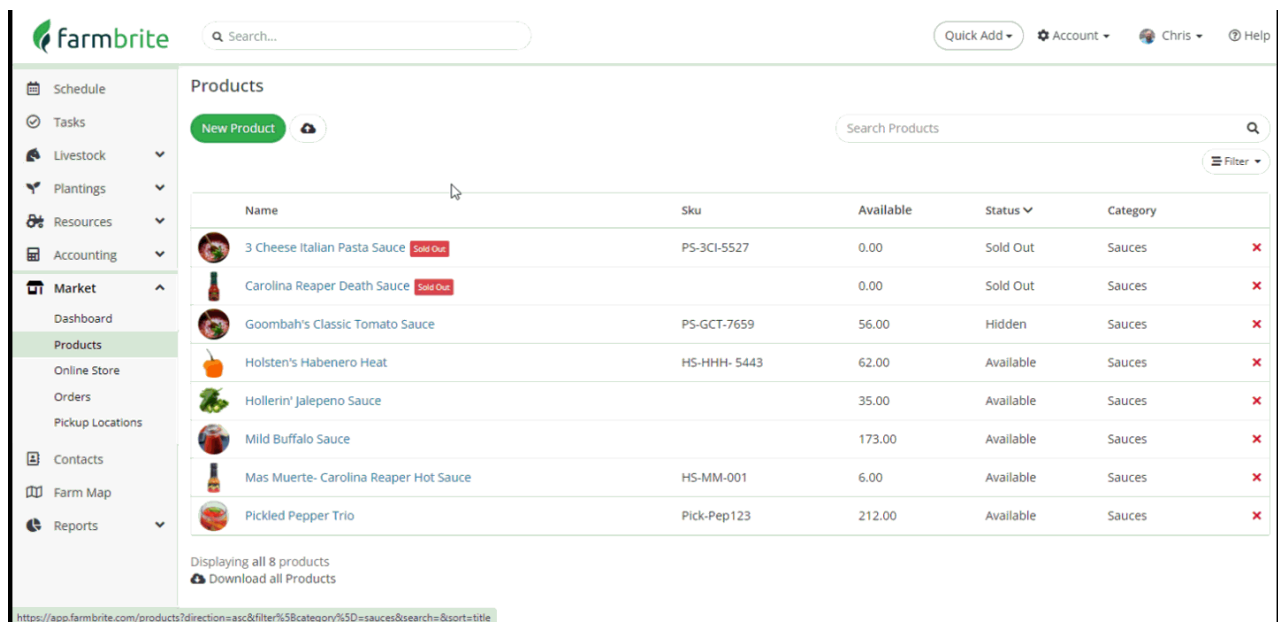 farmbrite Search... Quick Add Account Chris Help
Schedule
Tasks
Livestock
Plantings
Resources
Accounting
Market
Dashboard
Products
Online Store
Orders
Pickup Locations
Contacts
Farm Map
Reports
Products
New Product Search Products
Filter
Name Sku Available Status Category
3 Cheese Italian Pasta Sauce Sold Out PS-3CI-5527 0.00 Sold Out Sauces
Carolina Reaper Death Sauce Sold Out 0.00 Sold Out Sauces
Goombah's Classic Tomato Sauce PS-GCT-7659 56.00 Hidden Sauces
Holsten's Habenero Heat HS-HHH- 5443 62.00 Available Sauces
Hollerin' Jalepeno Sauce 35.00 Available Sauces
Mild Buffalo Sauce 173.00 Available Sauces
Mas Muerte- Carolina Reaper Hot Sauce HS-MM-001 6.00 Available Sauces
Pickled Pepper Trio Pick-Pep123 212.00 Available Sauces
Displaying all 8 products
Download all Products
https://app.farmbrite.com/products?direction=asc&filter%5Bcategory%5D=sauces&search=&sort=title